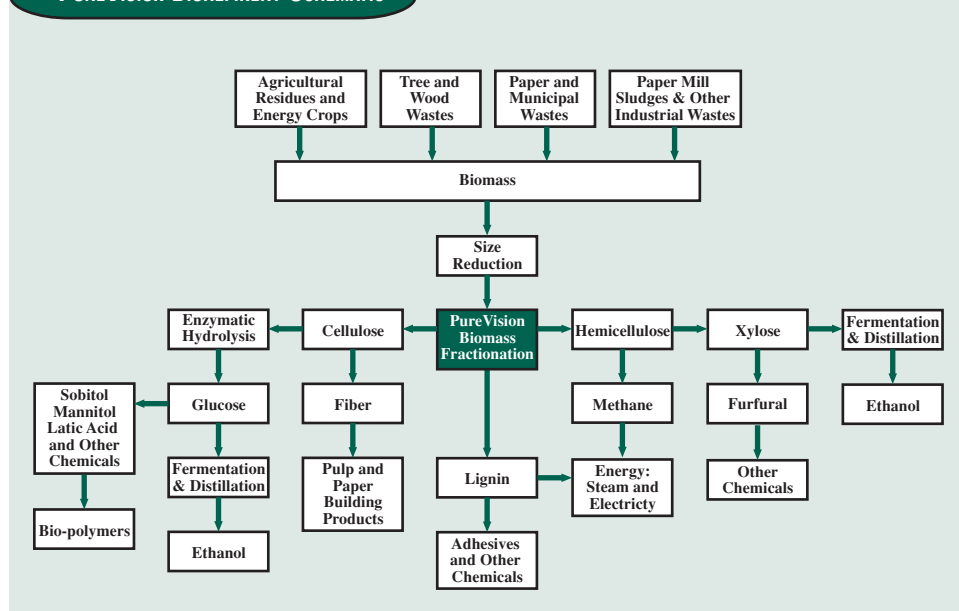 Agricultural
Residues and
Energy Crops
Tree and
Wood
Wastes
Paper and
Municipal
Wastes
Paper Mill
Sludges & Other
Industrial Wastes
Biomass
Size
Reduction
Enzymatic
Hydrolysis
Cellulose
PureVision
Biomass
Fractionation
Hemicellulose
Xylose
Fermentation
& Distillation
Sobitol
Mannitol
Latic Acid
and Other
Chemicals
Glucose
Fiber
Methane
Furfural
Ethanol
Fermentation
& Distillation
Pulp and
Paper
Building
Products
Lignin
Energy:
Steam and
Electricty
Other
Chemicals
Bio-polymers
Ethanol
Adhesives
and Other
Chemicals